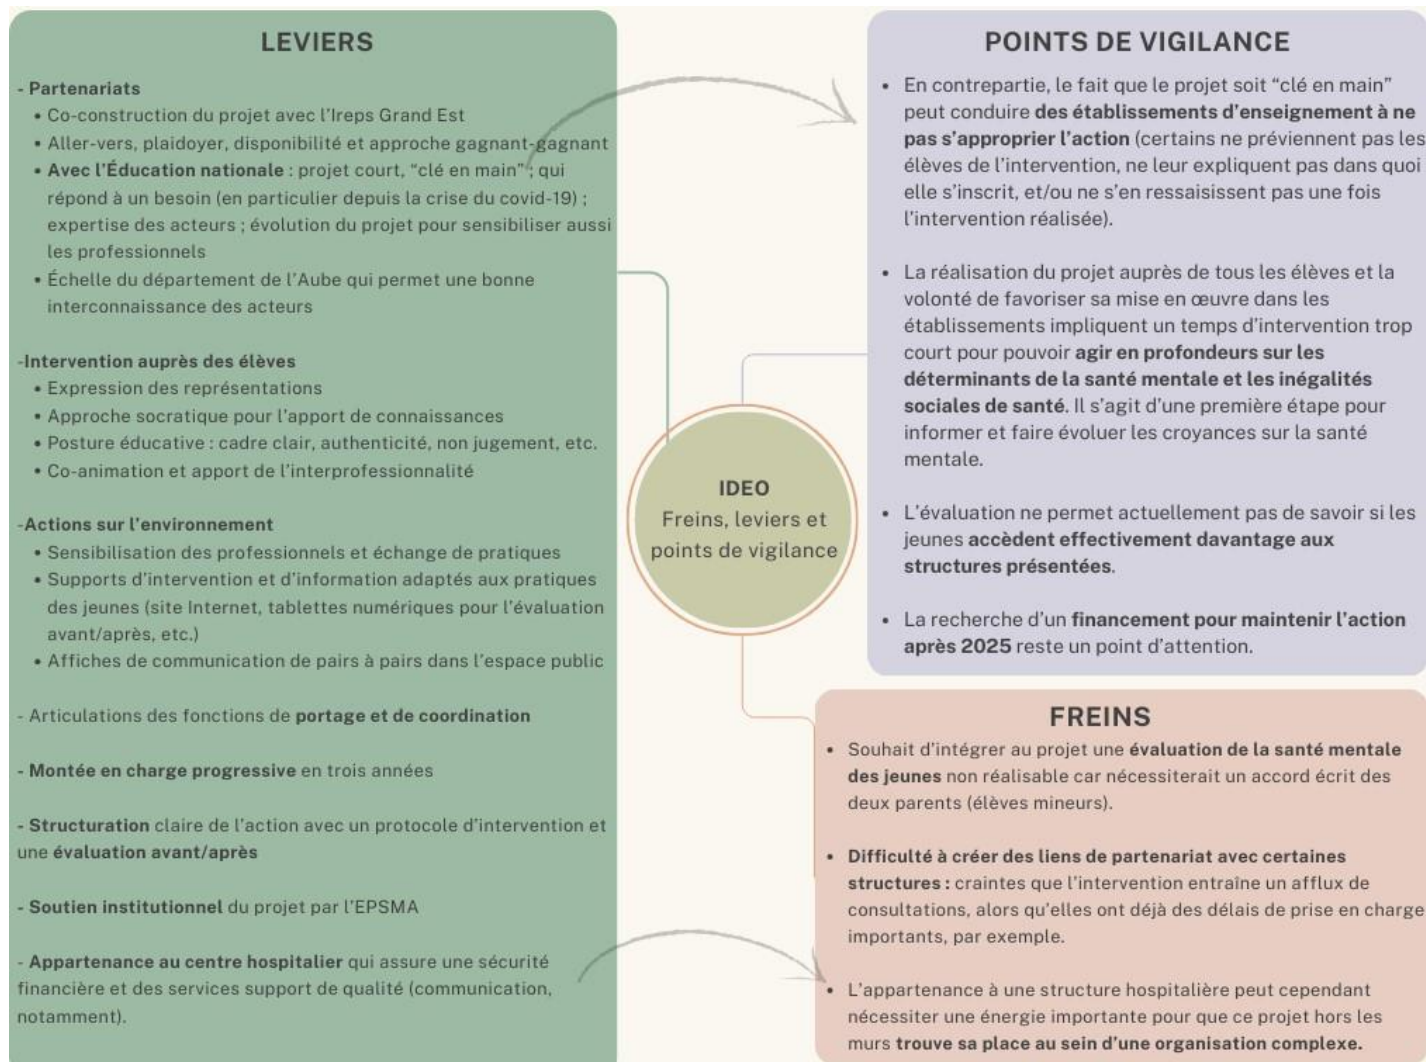 LEVIERS
- Partenariats
• Co-construction du projet avec l'Ireps Grand Est
• Aller-vers, plaidoyer, disponibilité et approche gagnant-gagnant
• Avec l'Éducation nationale : projet court, "clé en main" ; qui
répond à un besoin (en particulier depuis la crise du covid-19) ;
expertise des acteurs ; évolution du projet pour sensibiliser aussi
les professionnels
• Échelle du département de l'Aube qui permet une bonne
interconnaissance des acteurs
-Intervention auprès des élèves
• Expression des représentations
• Approche socratique pour l'apport de connaissances
• Posture éducative : cadre clair, authenticité, non jugement, etc.
• Co-animation et apport de l'interprofessionnalité
-Actions sur l'environnement
• Sensibilisation des professionnels et échange de pratiques
• Supports d'intervention et d'information adaptés aux pratiques
des jeunes (site Internet, tablettes numériques pour l'évaluation
avant/après, etc.)
• Affiches de communication de pairs à pairs dans l'espace public
- Articulations des fonctions de portage et de coordination
- Montée en charge progressive en trois années
- Structuration claire de l'action avec un protocole d'intervention et
une évaluation avant/après
- Soutien institutionnel du projet par l'EPSMA
- Appartenance au centre hospitalier qui assure une sécurité
financière et des services support de qualité (communication,
notamment).
IDEO
Freins, leviers et
points de vigilance
POINTS DE VIGILANCE
• En contrepartie, le fait que le projet soit "clé en main"
peut conduire des établissements d'enseignement à ne
pas s'approprier l'action (certains ne préviennent pas les
élèves de l'intervention, ne leur expliquent pas dans quoi
elle s'inscrit, et/ou ne s'en ressaisissent pas une fois
l'intervention réalisée).
• La réalisation du projet auprès de tous les élèves et la
volonté de favoriser sa mise en œuvre dans les
établissements impliquent un temps d'intervention trop
court pour pouvoir agir en profondeurs sur les
déterminants de la santé mentale et les inégalités
sociales de santé. Il s'agit d'une première étape pour
informer et faire évoluer les croyances sur la santé
mentale.
• L'évaluation ne permet actuellement pas de savoir si les
jeunes accèdent effectivement davantage aux
structures présentées.
• La recherche d'un financement pour maintenir l'action
après 2025 reste un point d'attention.
FREINS
• Souhait d'intégrer au projet une évaluation de la santé mentale
des jeunes non réalisable car nécessiterait un accord écrit des
deux parents (élèves mineurs).
• Difficulté à créer des liens de partenariat avec certaines
structures : craintes que l'intervention entraîne un afflux de
consultations, alors qu'elles ont déjà des délais de prise en charge
importants, par exemple.
• L'appartenance à une structure hospitalière peut cependant
nécessiter une énergie importante pour que ce projet hors les
murs trouve sa place au sein d'une organisation complexe.